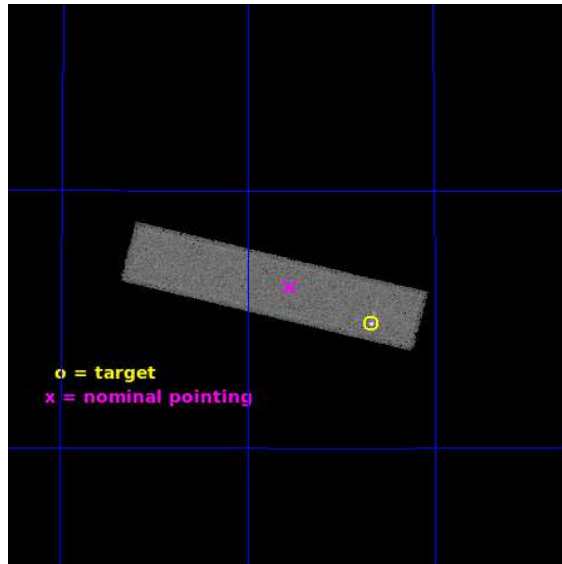 o = target
x = nominal pointing